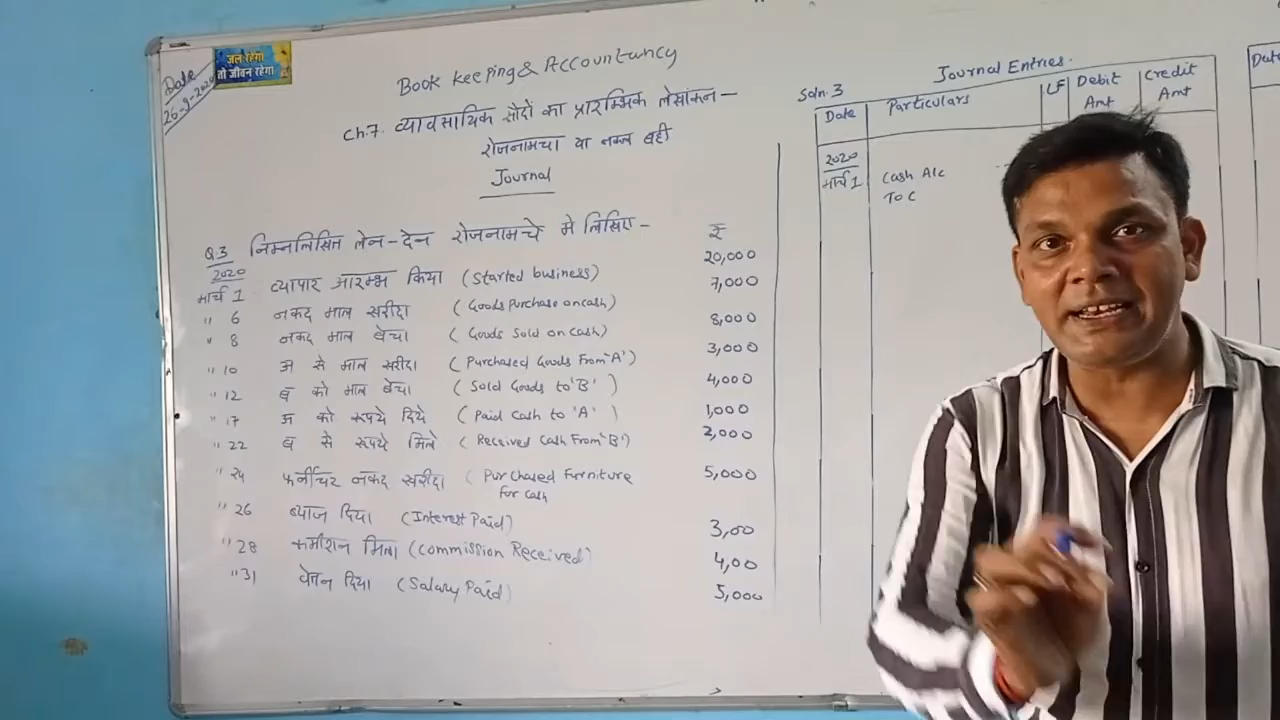 जल रहेगा
तो जीवन रहेगा
Date
26-9-2020
Book Keeping & Accountancy
Ch.7. व्यावसायिक सौदों का प्रारम्भिक लेखांकन —
रोजनामचा या नकल बही
Journal
Q.3 निम्नलिखित लेन-देन रोजनामचे में लिखिए — ₹
2020
मार्च 1 व्यापार आरम्भ किया (Started business) 20,000
" 6 नकद माल खरीदा (Goods Purchase on cash) 7,000
" 8 नकद माल बेचा (Goods Sold on cash) 8,000
" 10 अ से माल खरीदा (Purchased Goods From 'A') 3,000
" 12 ब को माल बेचा (Sold Goods to 'B') 4,000
" 17 अ को रूपये दिये (Paid Cash to 'A') 1,000
" 22 ब से रूपये मिले (Received Cash From 'B') 2,000
" 24 फर्नीचर नकद खरीदा (Purchased Furniture 5,000
for cash
" 26 ब्याज दिया (Interest Paid) 3,00
" 28 कमीशन मिला (Commission Received) 4,00
" 31 वेतन दिया (Salary Paid) 5,000
Soln. 3 Journal Entries.
Date Particulars LF Debit Amt Credit Amt
2020
मार्च 1 Cash A/c
To C
Date